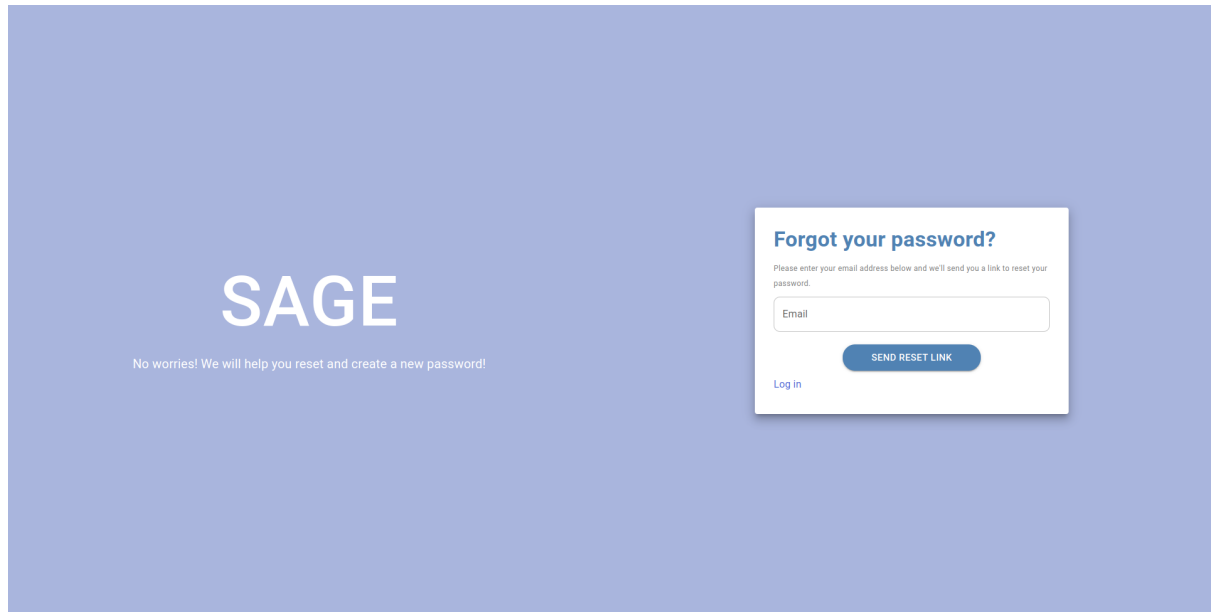 SAGE
No worries! We will help you reset and create a new password!
Forgot your password?
Please enter your email address below and we'll send you a link to reset your
password.
Email
SEND RESET LINK
Log in